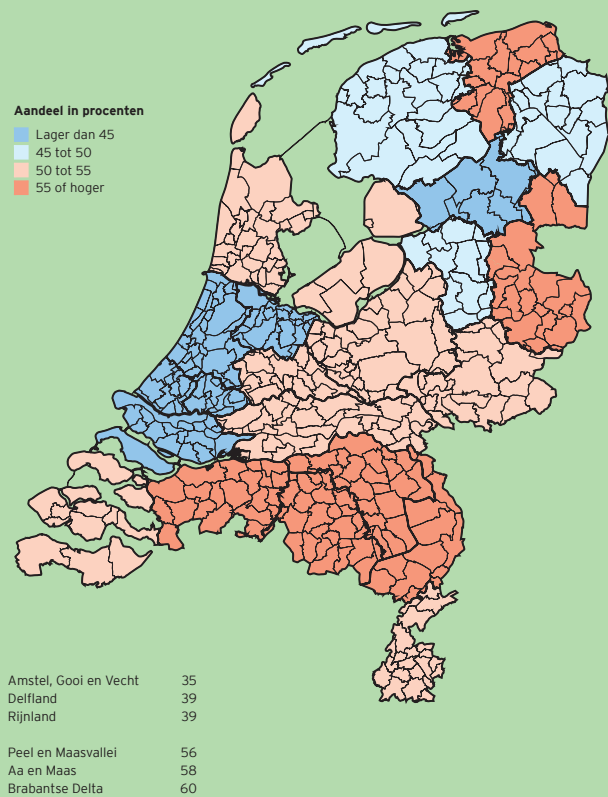 Aandeel in procenten
Lager dan 45
45 tot 50
50 tot 55
55 of hoger
Amstel, Gooi en Vecht 35
Delfland 39
Rijnland 39
Peel en Maasvallei 56
Aa en Maas 58
Brabantse Delta 60